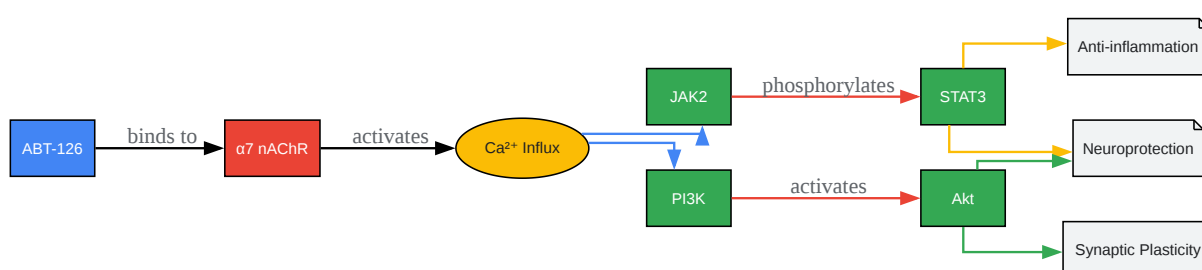 ABT-126
binds to
α7 nAChR
activates
Ca²⁺ Influx
JAK2
phosphorylates
STAT3
Anti-inflammation
Neuroprotection
PI3K
activates
Akt
Synaptic Plasticity